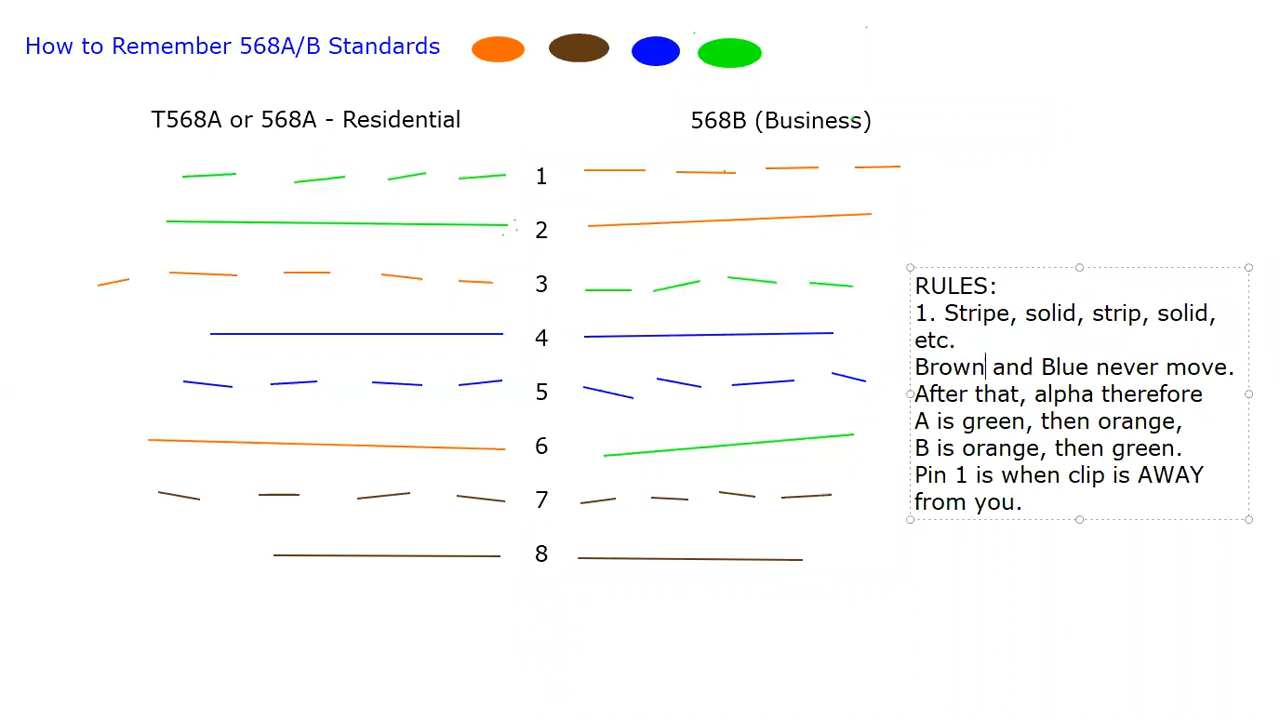 How to Remember 568A/B Standards
T568A or 568A - Residential
568B (Business)
1
2
3
4
5
6
7
8
RULES:
1. Stripe, solid, strip, solid,
etc.
Brown and Blue never move.
After that, alpha therefore
A is green, then orange,
B is orange, then green.
Pin 1 is when clip is AWAY
from you.